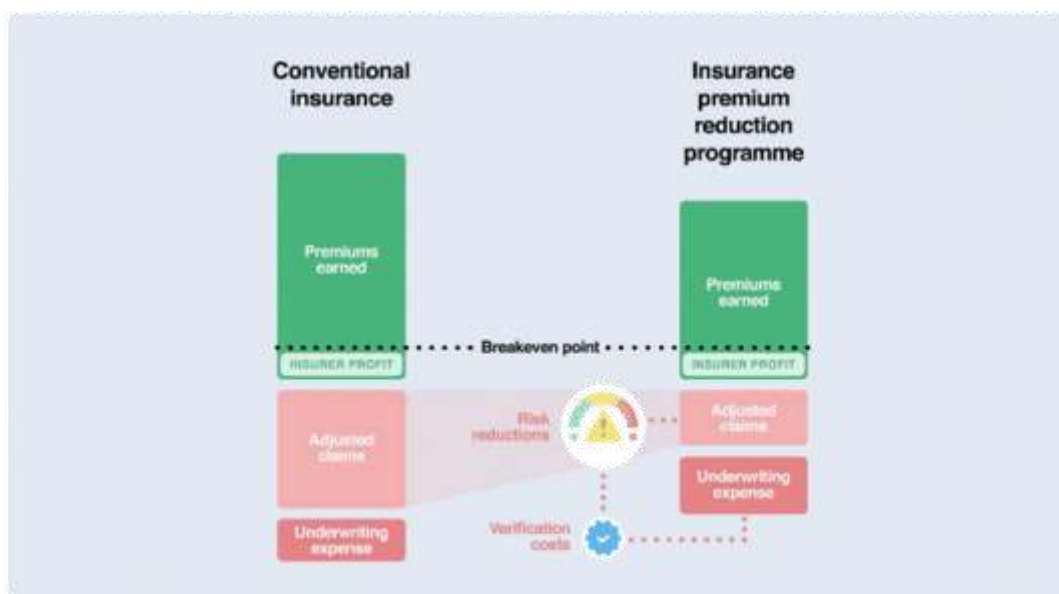 Conventional
insurance
Insurance
premium
reduction
programme
Premiums
earned
Premiums
earned
Breakeven point
INSURER PROFIT
INSURER PROFIT
Adjusted
claims
Risk
reductions
Adjusted
claims
Underwriting
expense
Verification
costs
Underwriting
expense